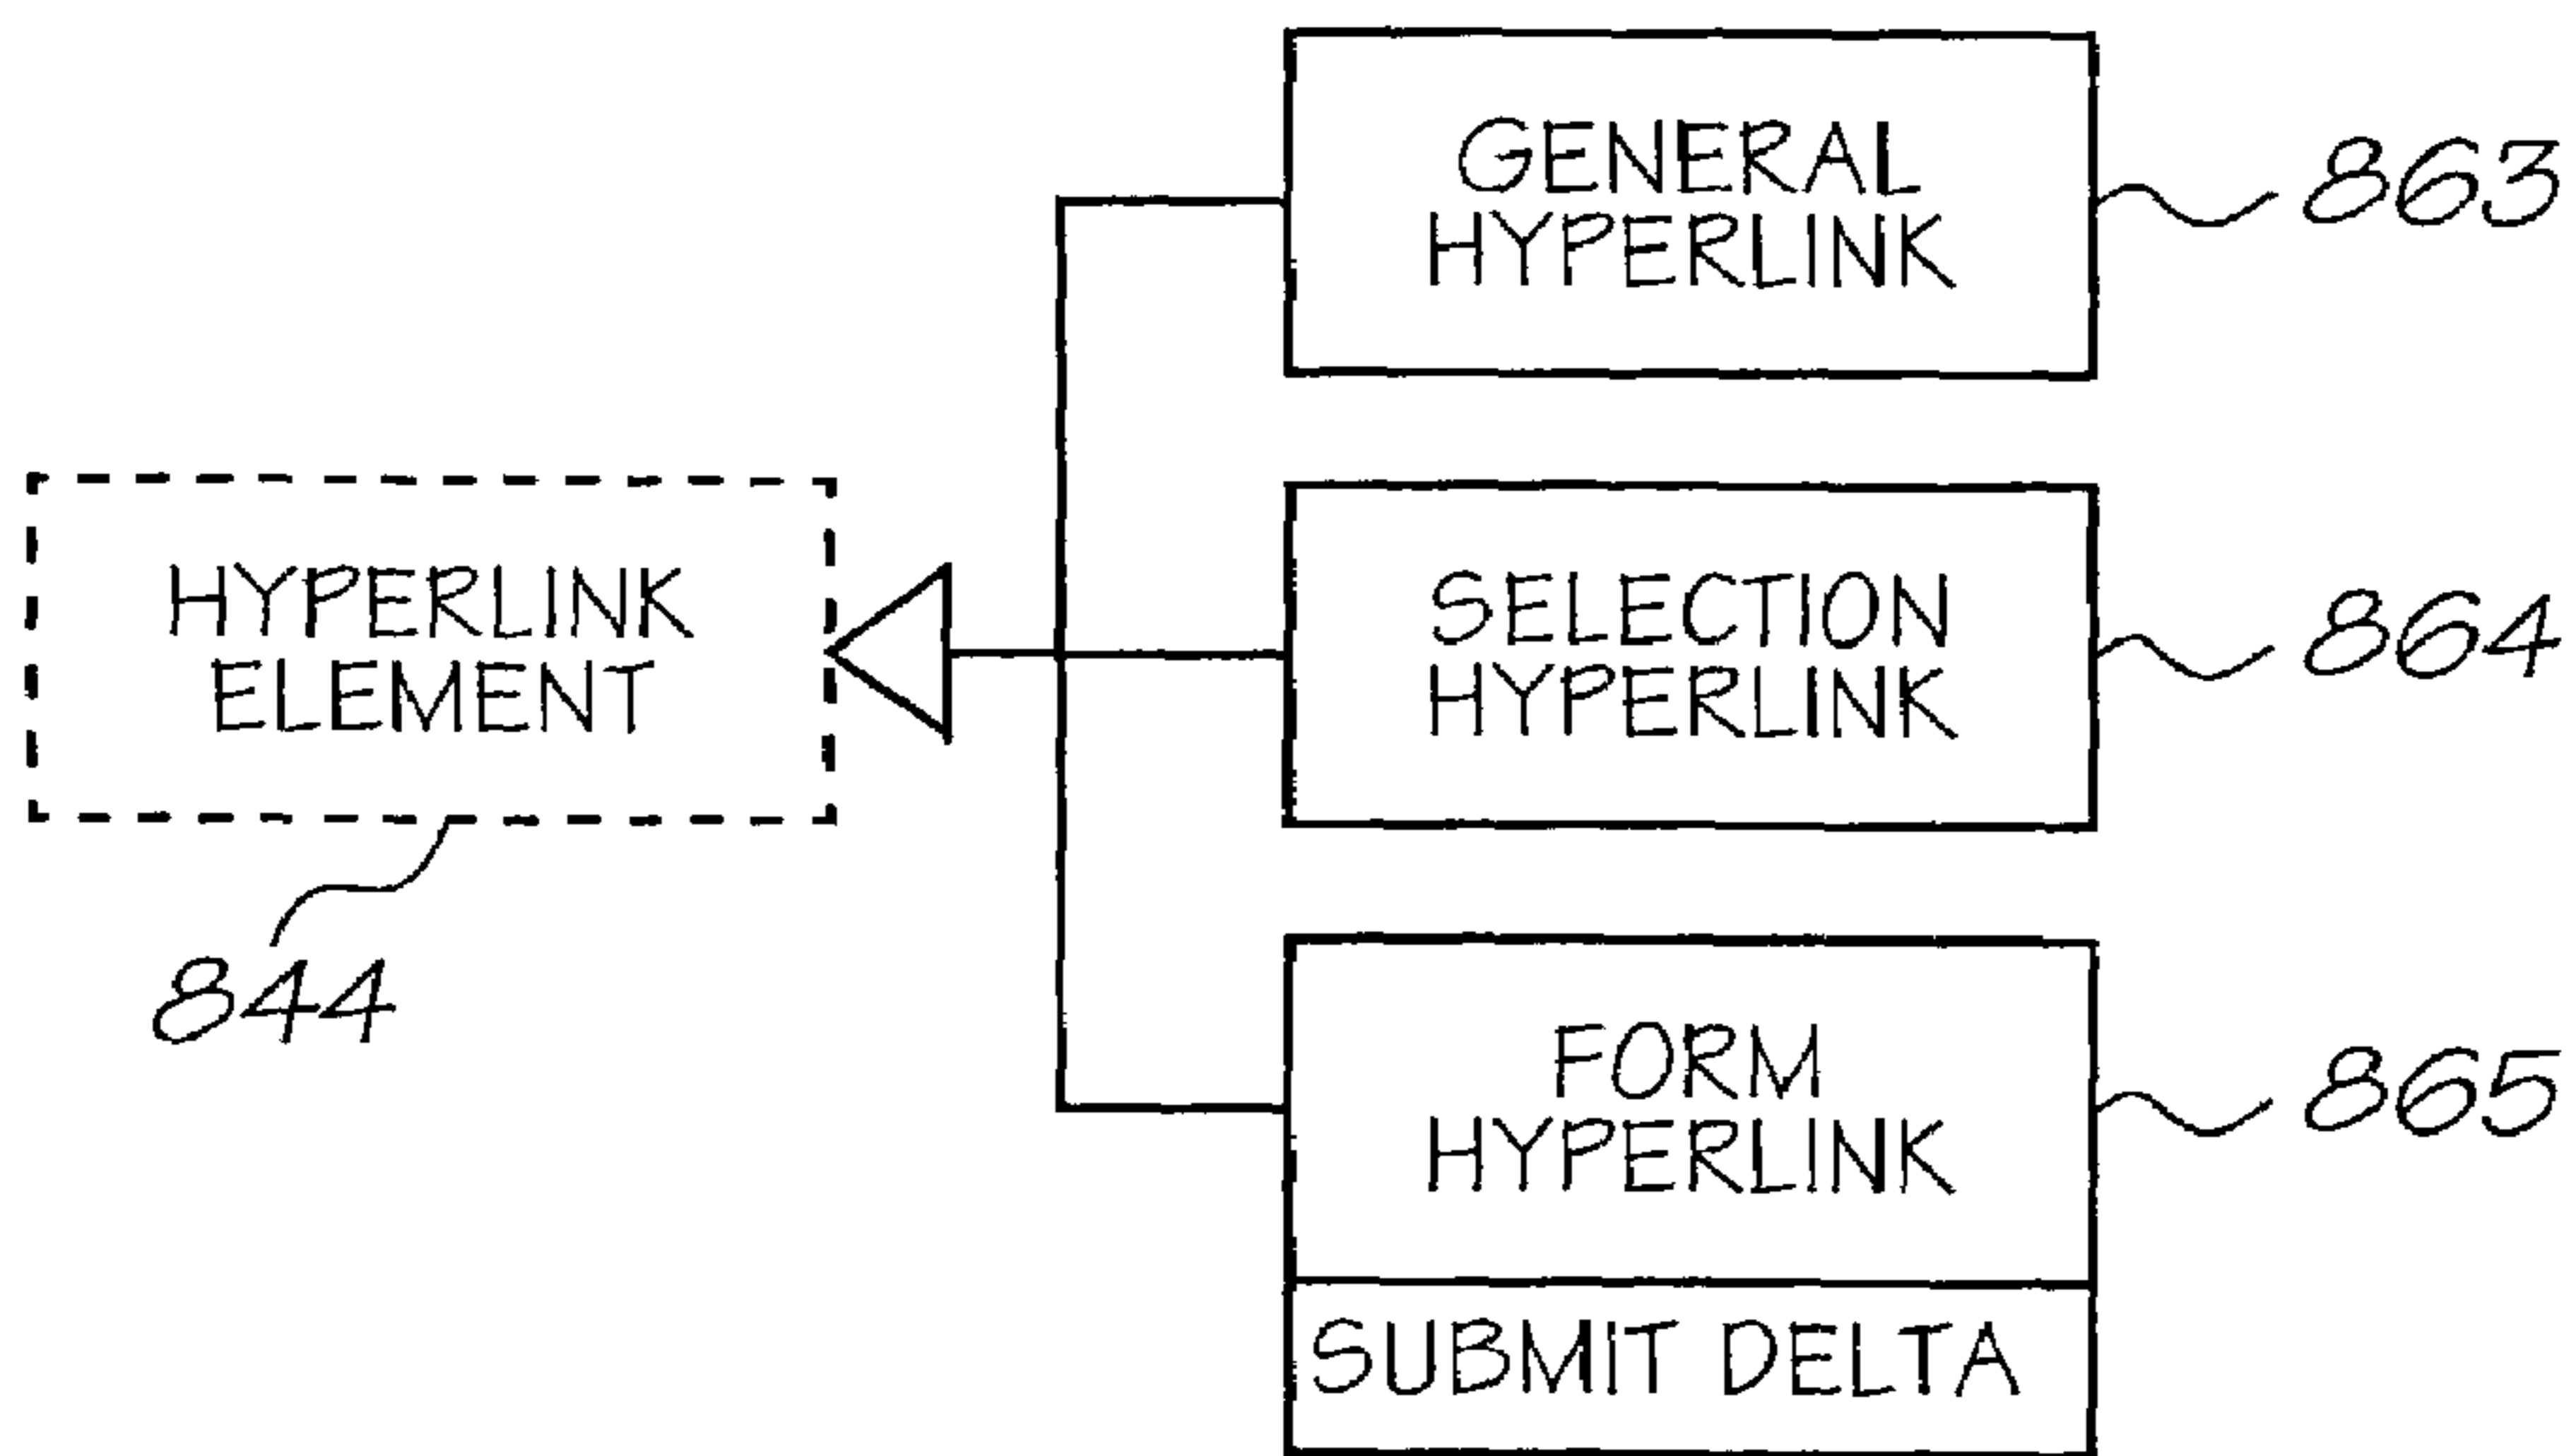 GENERAL
HYPERLINK
863
HYPERLINK
ELEMENT
844
SELECTION
HYPERLINK
864
FORM
HYPERLINK
865
SUBMIT DELTA